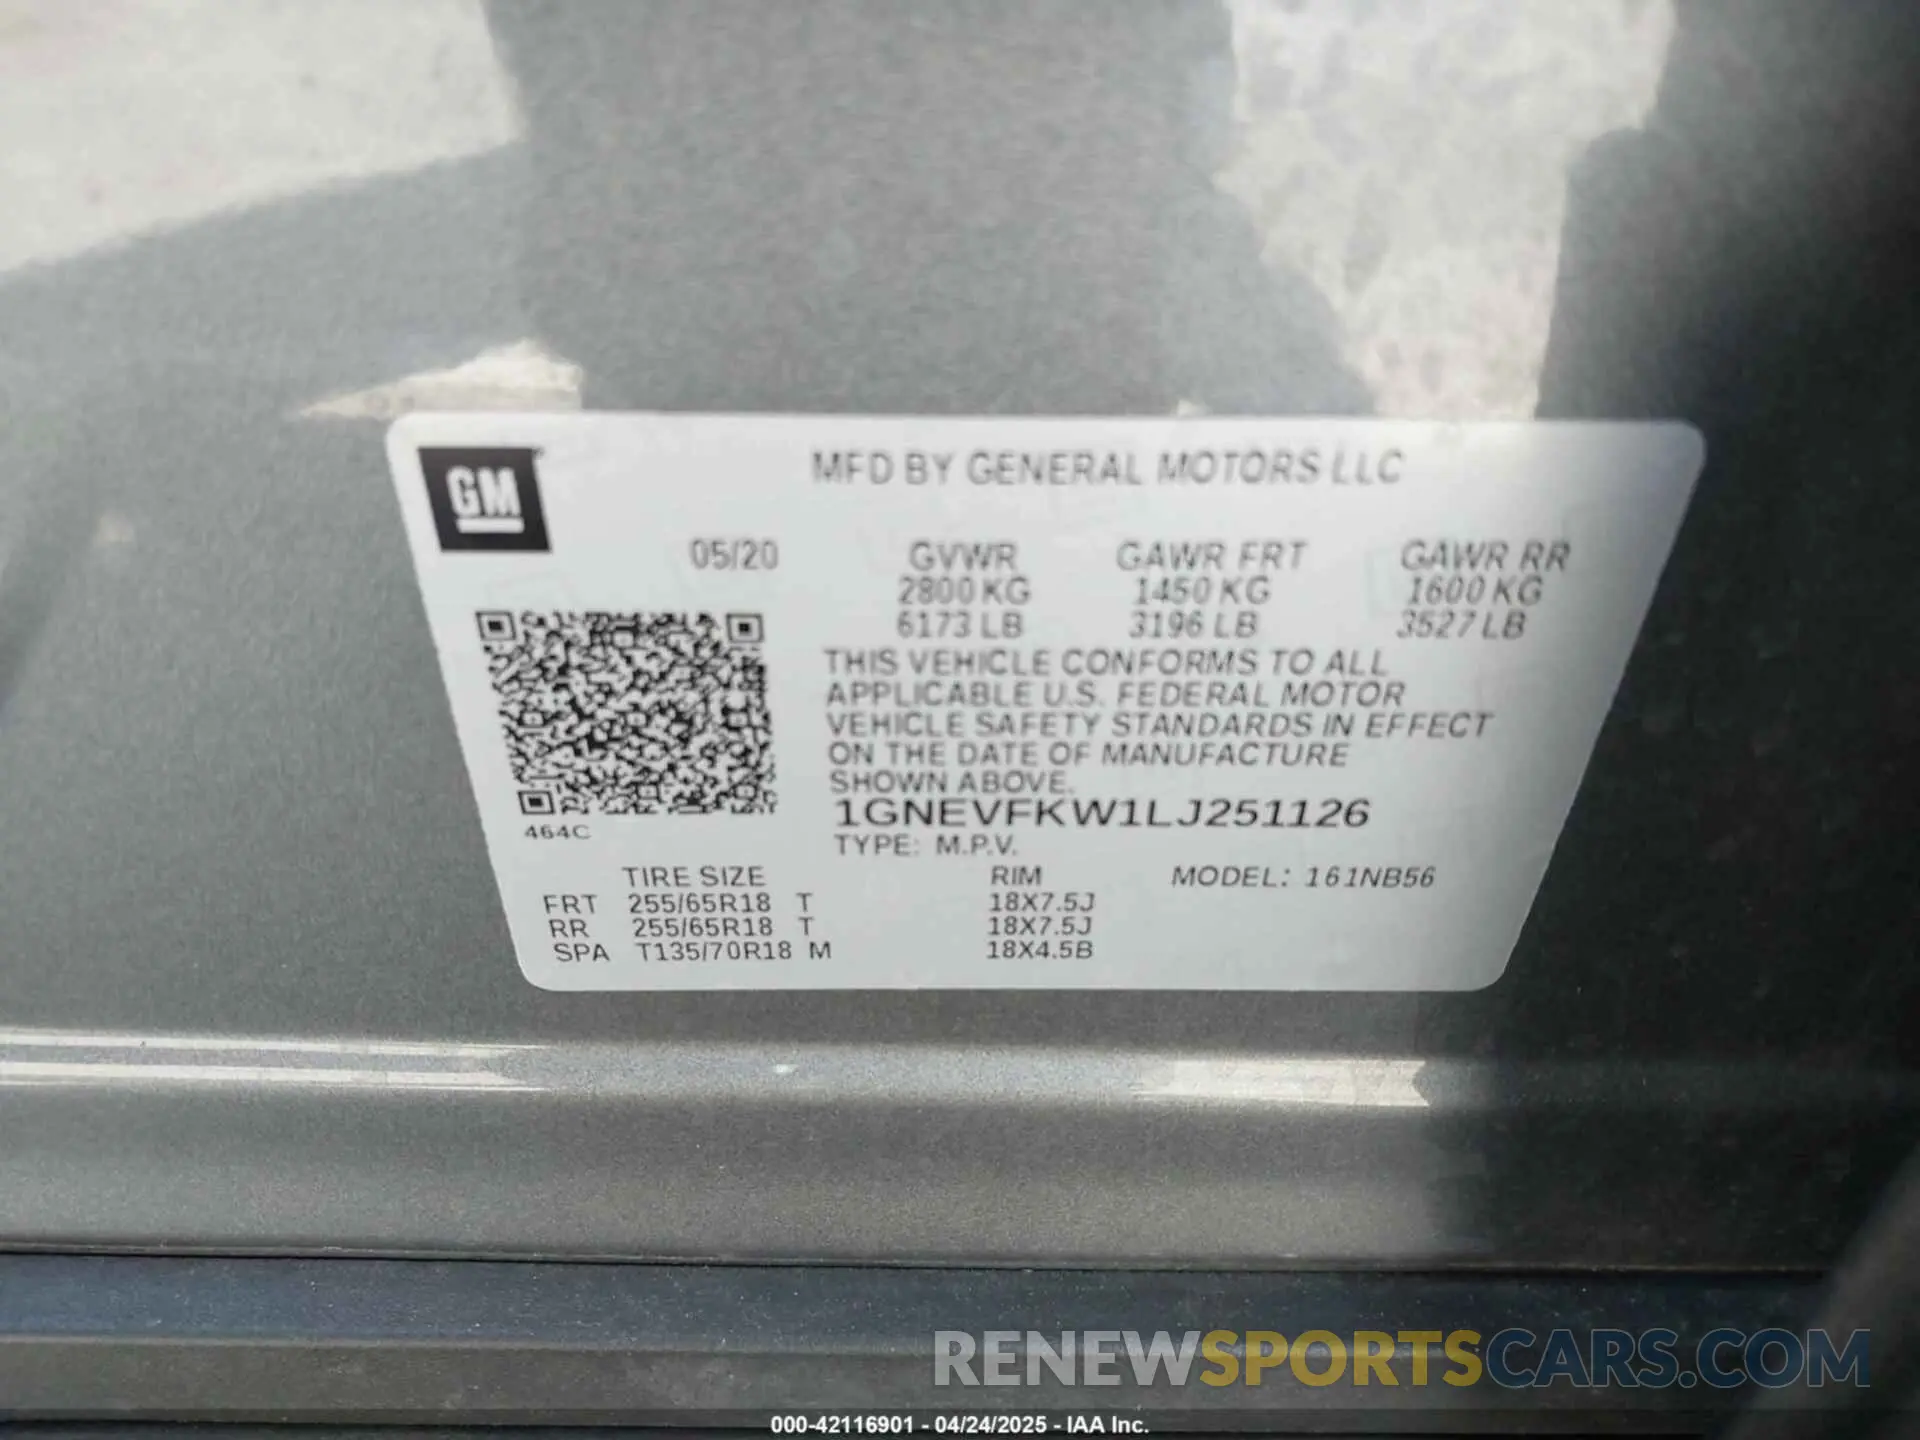 GM
MFD BY GENERAL MOTORS LLC
05/20 GVWR GAWR FRT GAWR RR
2800 KG 1450 KG 1600 KG
6173 LB 3196 LB 3527 LB
THIS VEHICLE CONFORMS TO ALL
APPLICABLE U.S. FEDERAL MOTOR
VEHICLE SAFETY STANDARDS IN EFFECT
ON THE DATE OF MANUFACTURE
SHOWN ABOVE.
1GNEVFKW1LJ251126
464C
TYPE: M.P.V.
TIRE SIZE RIM MODEL: 161NB56
FRT 255/65R18 T 18X7.5J
RR 255/65R18 T 18X7.5J
SPA T135/70R18 M 18X4.5B
RENEWSPORTSCARS.COM
000-42116901 - 04/24/2025 - IAA Inc.